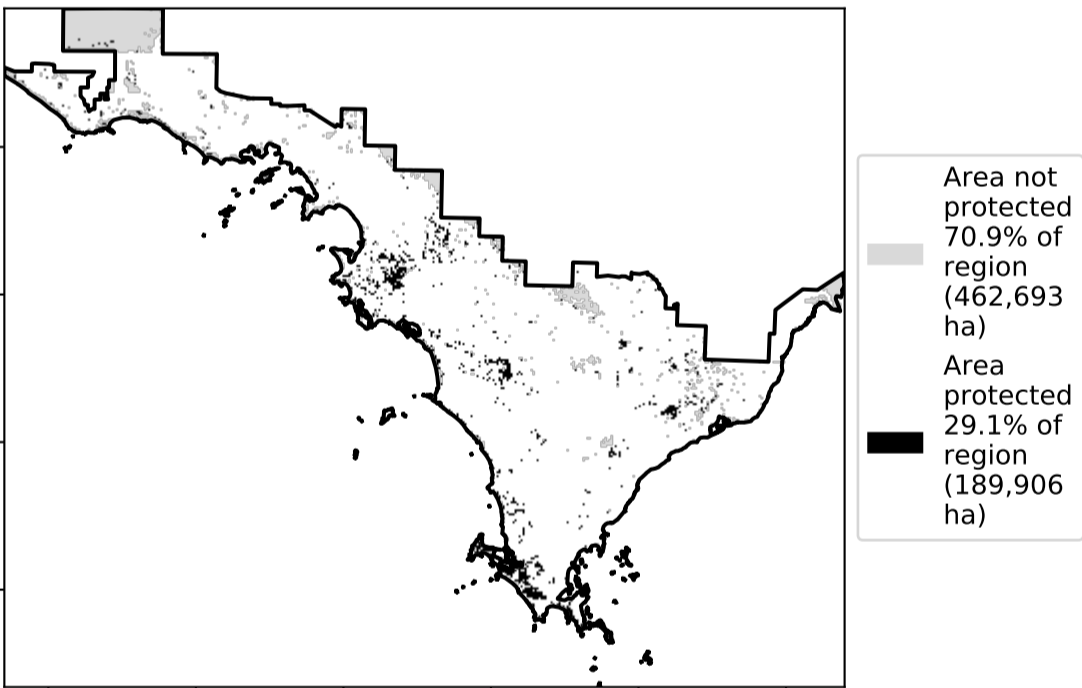 Area not
protected
70.9% of
region
(462,693
ha)
Area
protected
29.1% of
region
(189,906
ha)